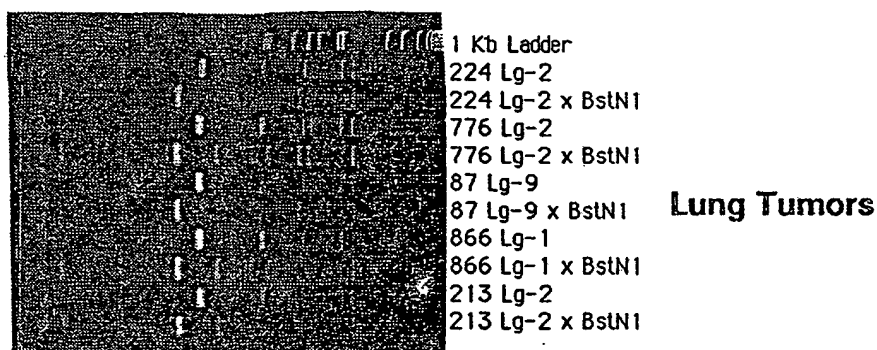 1 Kb Ladder
224 Lg-2
224 Lg-2 x BstN1
776 Lg-2
776 Lg-2 x BstN1
87 Lg-9
87 Lg-9 x BstN1
866 Lg-1
866 Lg-1 x BstN1
213 Lg-2
213 Lg-2 x BstN1
Lung Tumors